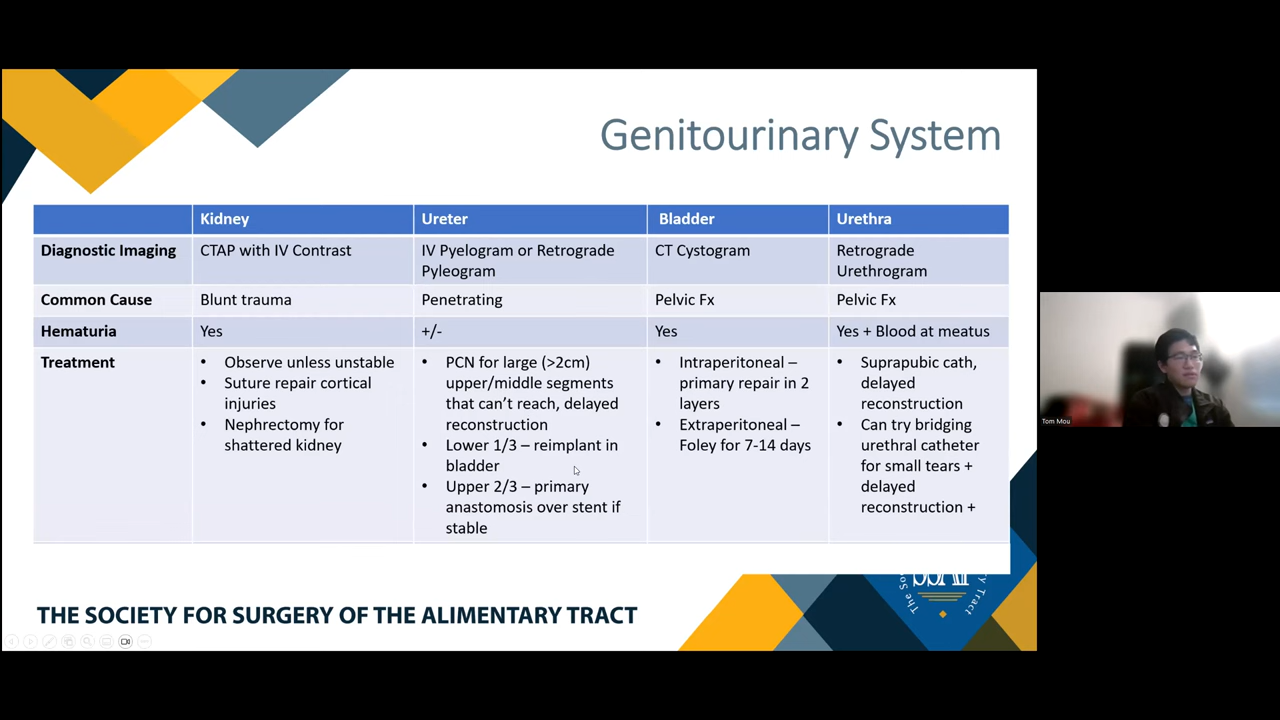 Genitourinary System
Kidney
Ureter
Bladder
Urethra
Diagnostic Imaging
CTAP with IV Contrast
IV Pyelogram or Retrograde
Pyleogram
CT Cystogram
Retrograde
Urethrogram
Common Cause
Blunt trauma
Penetrating
Pelvic Fx
Pelvic Fx
Hematuria
Yes
+/-
Yes
Yes + Blood at meatus
Treatment
• Observe unless unstable
• Suture repair cortical
injuries
• Nephrectomy for
shattered kidney
• PCN for large (>2cm)
upper/middle segments
that can't reach, delayed
reconstruction
• Lower 1/3 – reimplant in
bladder
• Upper 2/3 – primary
anastomosis over stent if
stable
• Intraperitoneal –
primary repair in 2
layers
• Extraperitoneal –
Foley for 7-14 days
• Suprapubic cath,
delayed
reconstruction
• Can try bridging
urethral catheter
for small tears +
delayed
reconstruction +
THE SOCIETY FOR SURGERY OF THE ALIMENTARY TRACT
Tom Mou